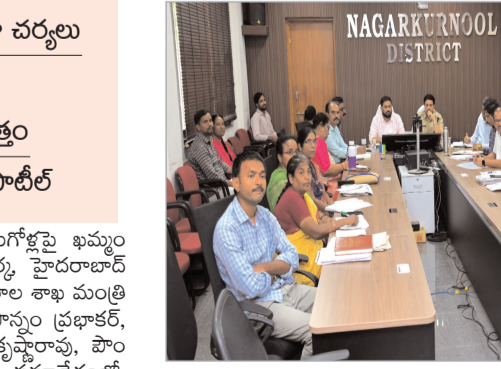 చర్యలు
త్తం
పాటీల్
గోళ్లపై ఖమ్మం
ర్క, హైదరాబాద్
ల శాఖ మంత్రి
న్నం ప్రభాకర్,
కృష్ణారావు, పౌం
NAGARKURNOOL
DISTRICT